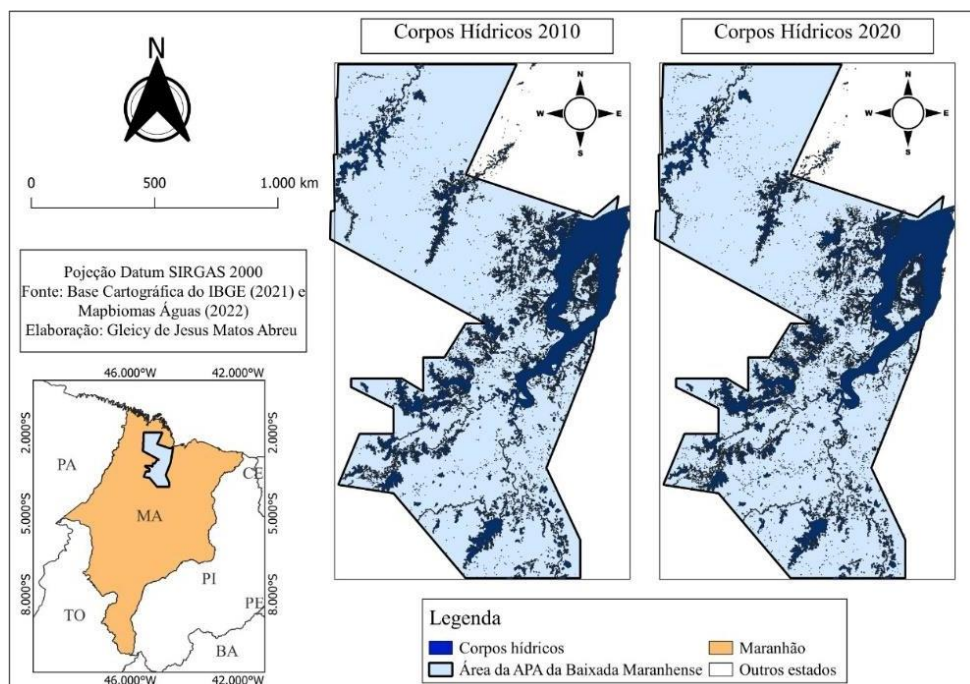 Corpos Hídricos 2010
Corpos Hídricos 2020
N
N
W
E
S
N
W
E
S
0
500
1.000 km
Pojeção Datum SIRGAS 2000
Fonte: Base Cartográfica do IBGE (2021) e
Mapbiomas Águas (2022)
Elaboração: Gleicy de Jesus Matos Abreu
46.000°W
42.000°W
2.000°S
2.000°S
PA
CE
MA
5.000°S
5.000°S
PI
8.000°S
8.000°S
TO
PE
BA
46.000°W
42.000°W
Legenda
Corpos hídricos
Maranhão
Área da APA da Baixada Maranhense
Outros estados